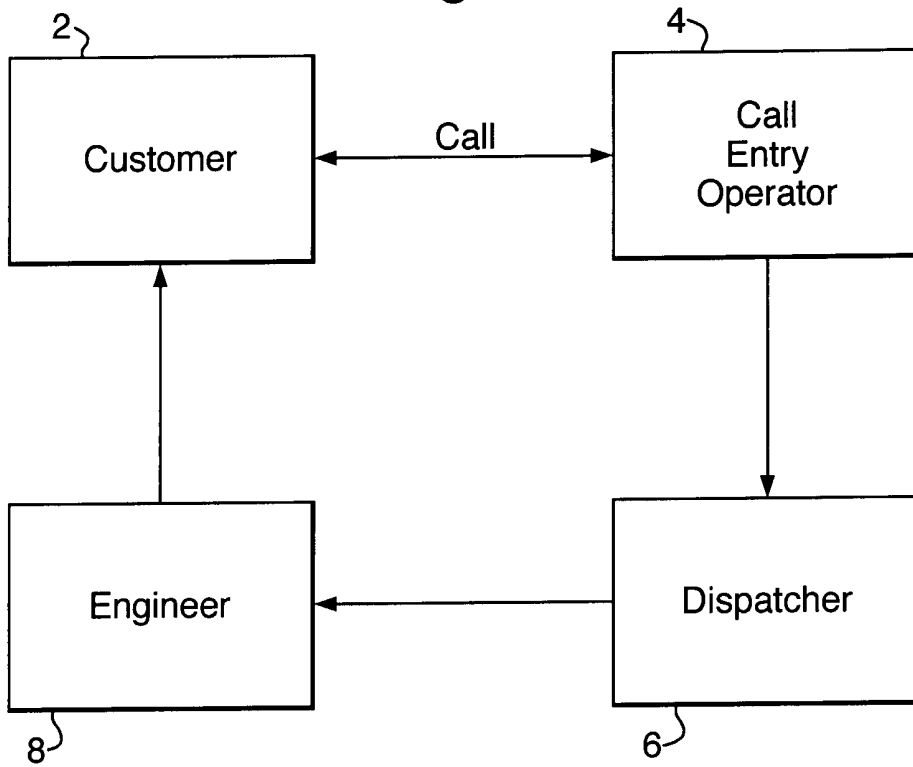 2
4
Customer
Call
Call
Entry
Operator
Engineer
Dispatcher
8
6